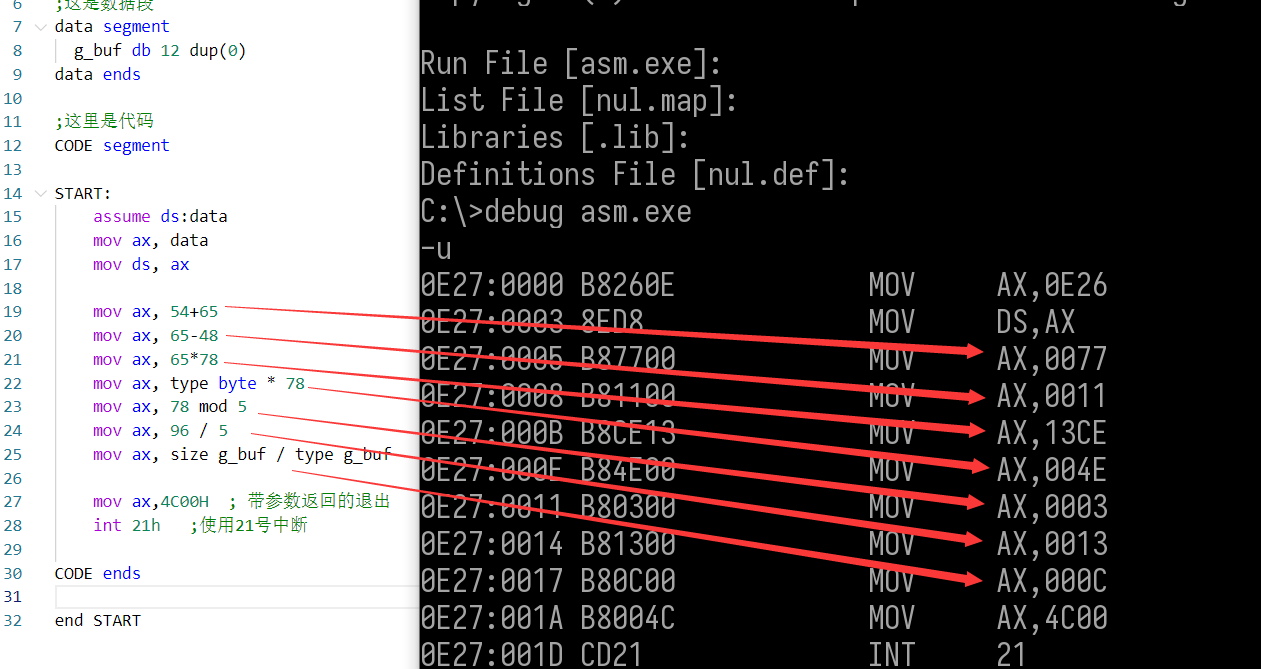 6 ;这是数据段
7 data segment
8 g_buf db 12 dup(0)
9 data ends
10
11 ;这里是代码
12 CODE segment
13
14 START:
15 assume ds:data
16 mov ax, data
17 mov ds, ax
18
19 mov ax, 54+65
20 mov ax, 65-48
21 mov ax, 65*78
22 mov ax, type byte * 78
23 mov ax, 78 mod 5
24 mov ax, 96 / 5
25 mov ax, size g_buf / type g_buf
26
27 mov ax,4C00H ; 带参数返回的退出
28 int 21h ;使用21号中断
29
30 CODE ends
31
32 end START
Run File [asm.exe]:
List File [nul.map]:
Libraries [.lib]:
Definitions File [nul.def]:
C:\>debug asm.exe
-u
0E27:0000 B8260E MOV AX,0E26
0E27:0003 8ED8 MOV DS,AX
0E27:0005 B87700 MOV AX,0077
0E27:0008 B81100 MOV AX,0011
0E27:000B B8CE13 MOV AX,13CE
0E27:000E B84E00 MOV AX,004E
0E27:0011 B80300 MOV AX,0003
0E27:0014 B81300 MOV AX,0013
0E27:0017 B80C00 MOV AX,000C
0E27:001A B8004C MOV AX,4C00
0E27:001D CD21 INT 21